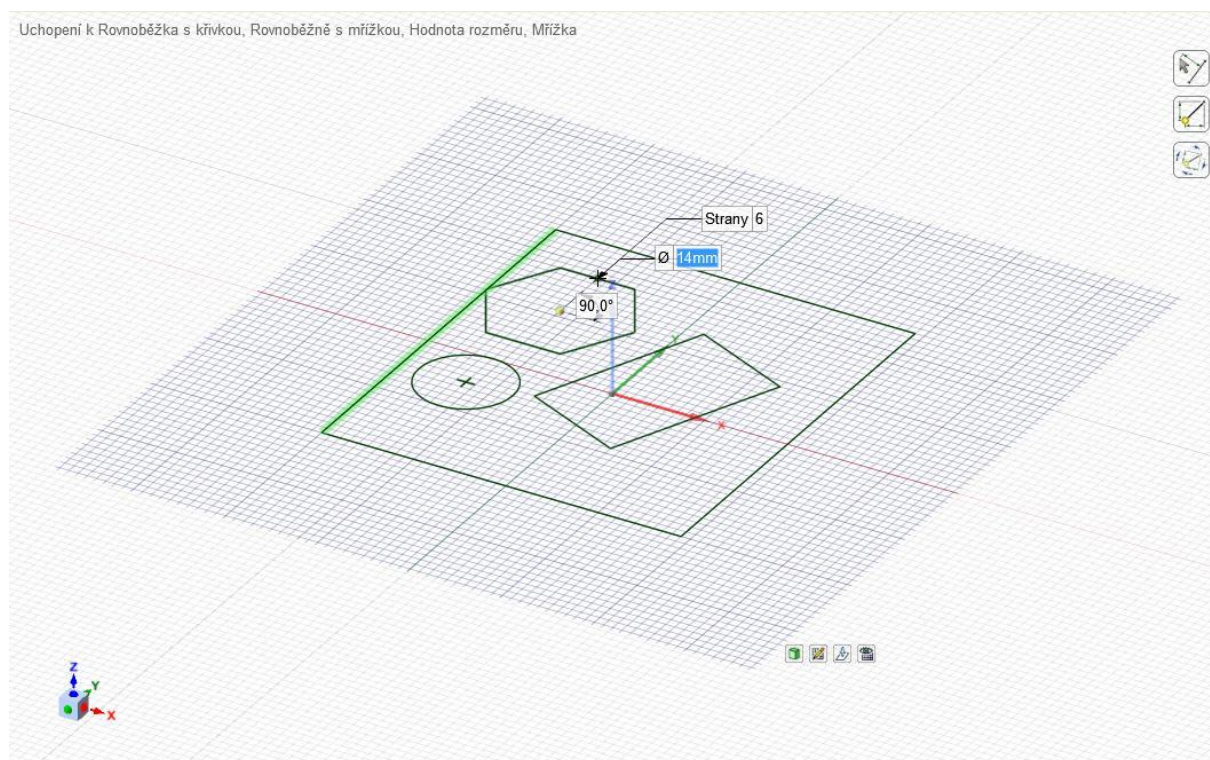 Uchopení k Rovnoběžka s křivkou, Rovnoběžně s mřížkou, Hodnota rozměru, Mřížka
Strany 6
Ø 14mm
Z
90.0°
Y
X
Z
Y
X